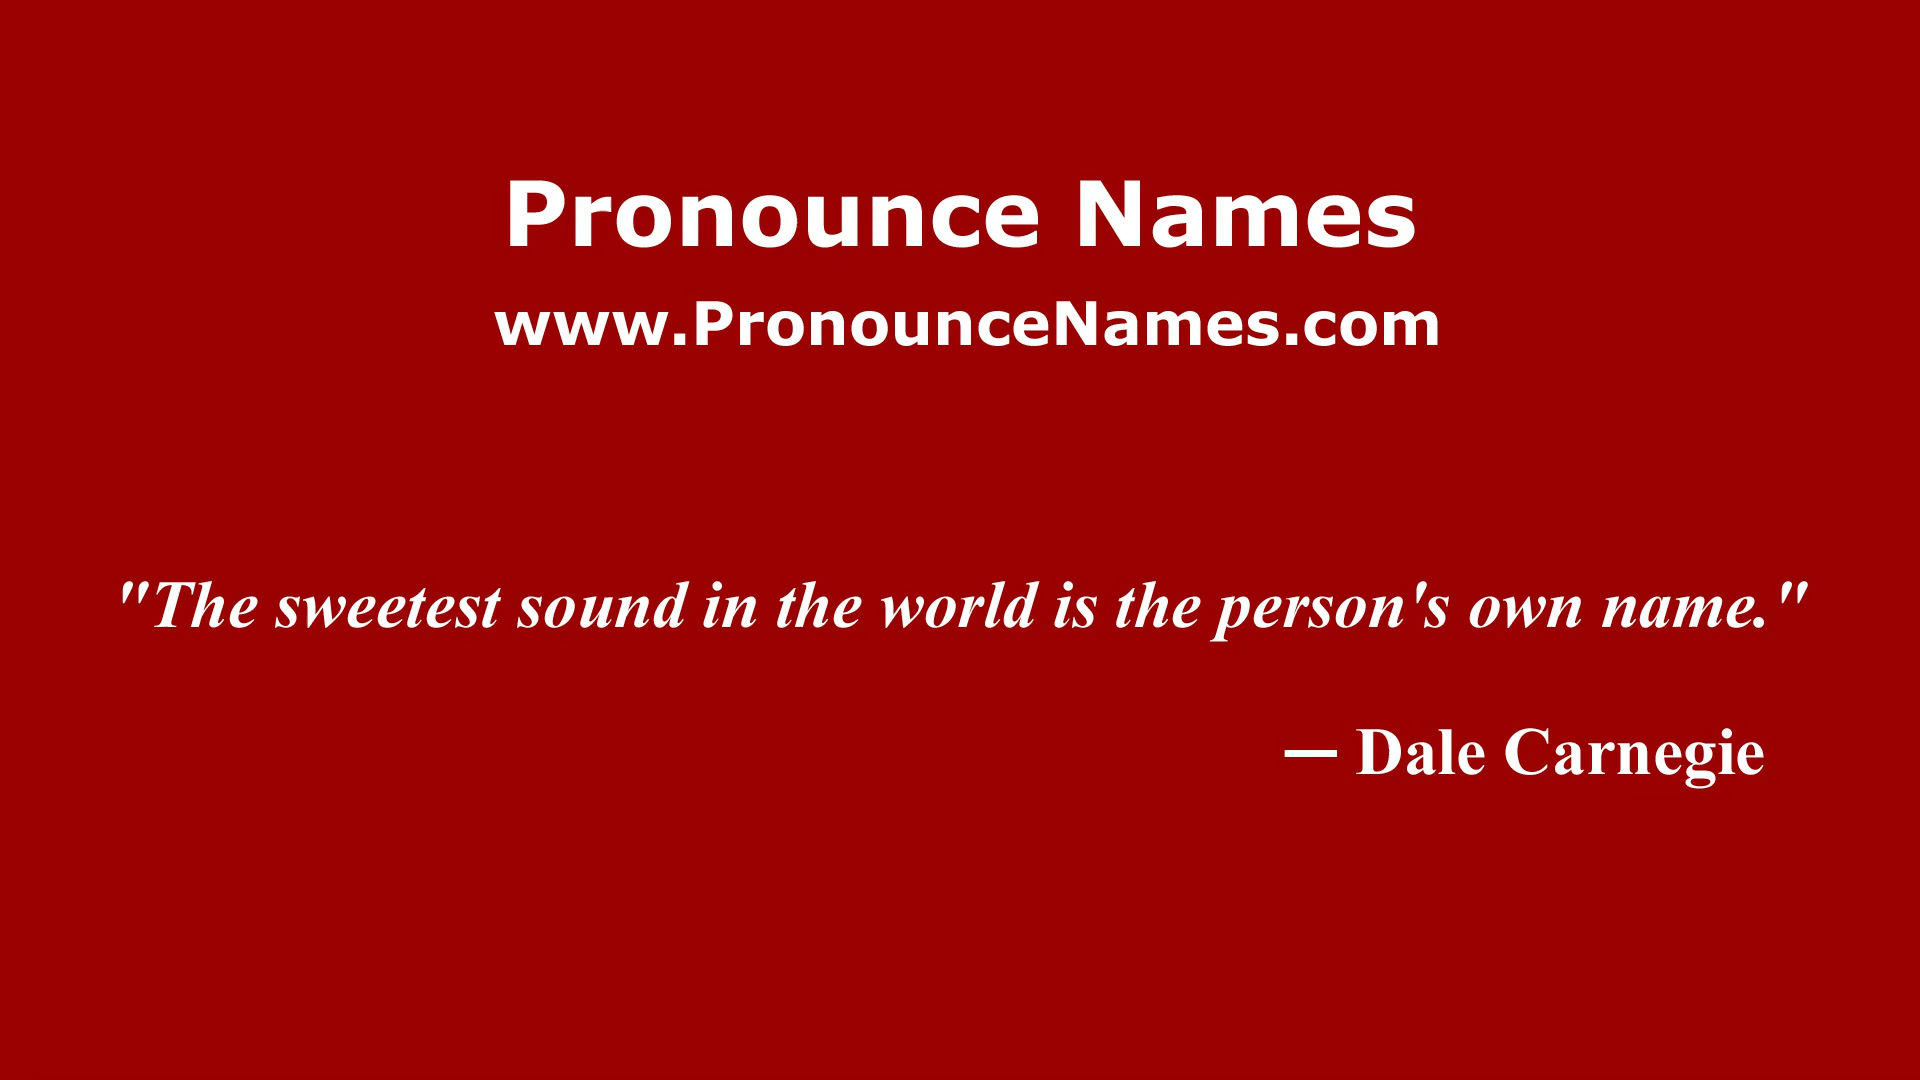 Pronounce Names
www.PronounceNames.com
"The sweetest sound in the world is the person's own name."
— Dale Carnegie